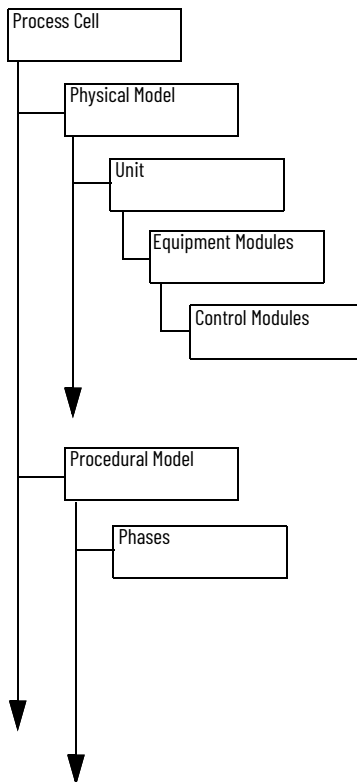 Process Cell
Physical Model
Unit
Equipment Modules
Control Modules
Procedural Model
Phases